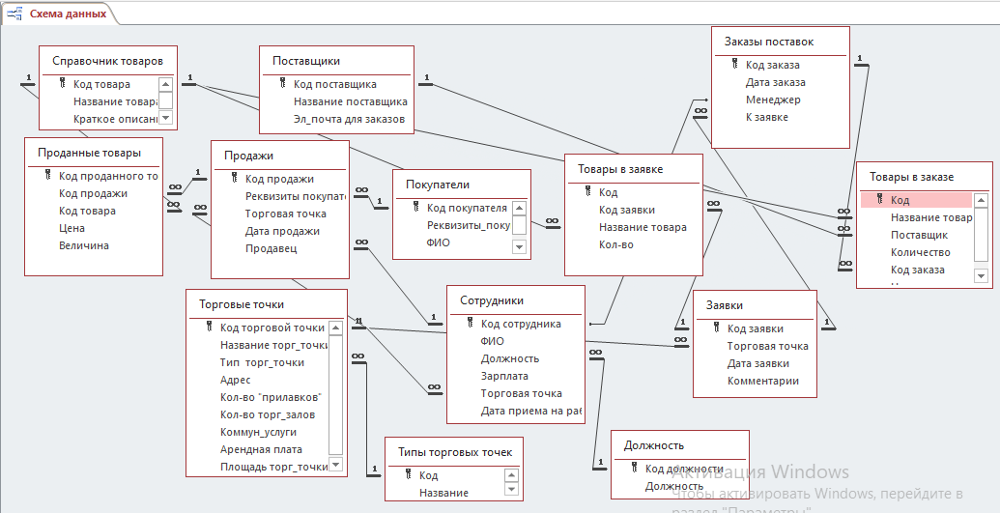 Схема данных
Справочник товаров
Код товара
Название товар
Краткое описан
Поставщики
Код поставщика
Название поставщика
Эл_почта для заказов
Заказы поставок
Код заказа
Дата заказа
Менеджер
К заявке
Проданные товары
Код проданного то
Код продажи
Код товара
Цена
Величина
Продажи
Код продажи
Реквизиты покупат
Торговая точка
Дата продажи
Продавец
Покупатели
Код покупателя
Реквизиты_поку
ФИО
Товары в заявке
Код
Код заявки
Название товара
Кол-во
Товары в заказе
Код
Название товар
Поставщик
Количество
Код заказа
Торговые точки
Код торговой точки
Название торг_точки
Тип торг_точки
Адрес
Кол-во "прилавков"
Кол-во торг_залов
Коммун_услуги
Арендная плата
Площадь торг_точки
Сотрудники
Код сотрудника
ФИО
Должность
Зарплата
Торговая точка
Дата приема на раб
Заявки
Код заявки
Торговая точка
Дата заявки
Комментарии
Типы торговых точек
Код
Название
Должность
Код должности
Должность
Активация Windows
Чтобы активировать Windows, перейдите в
раздел "Параметры".